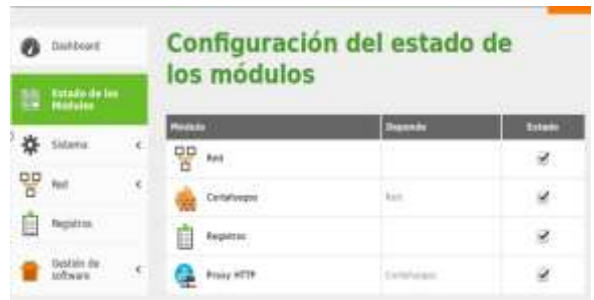 Dashboard
Estado de los
Módulos
Sistema
Red
Registros
Gestión de
software
Configuración del estado de
los módulos
Módulo Depende Estado
Red
Cortafuegos Red
Registros
Proxy HTTP Cortafuegos